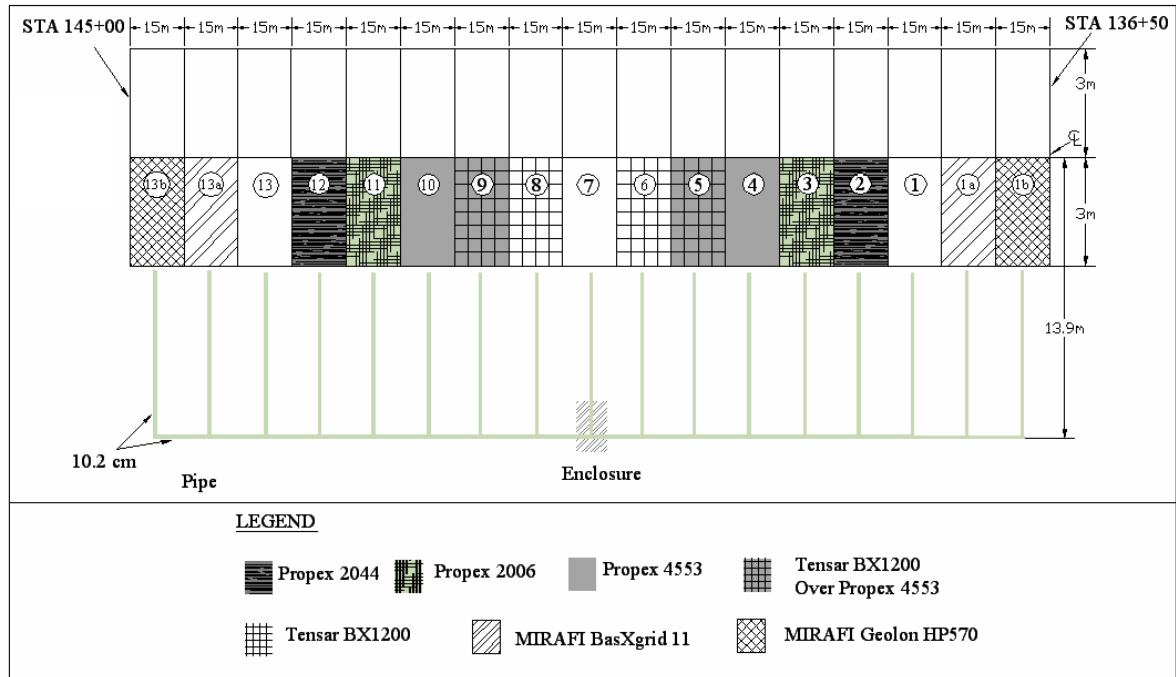 STA 145+00
15m 15m 15m 15m 15m 15m 15m 15m 15m 15m 15m 15m 15m 15m 15m 15m 15m
STA 136+50
3m
℄
13b 13a 13 12 11 10 9 8 7 6 5 4 3 2 1 1a 1b
3m
13.9m
10.2 cm
Pipe
Enclosure
LEGEND
Propex 2044
Propex 2006
Propex 4553
Tensar BX1200
Over Propex 4553
Tensar BX1200
MIRAFI BasXgrid 11
MIRAFI Geolon HP570